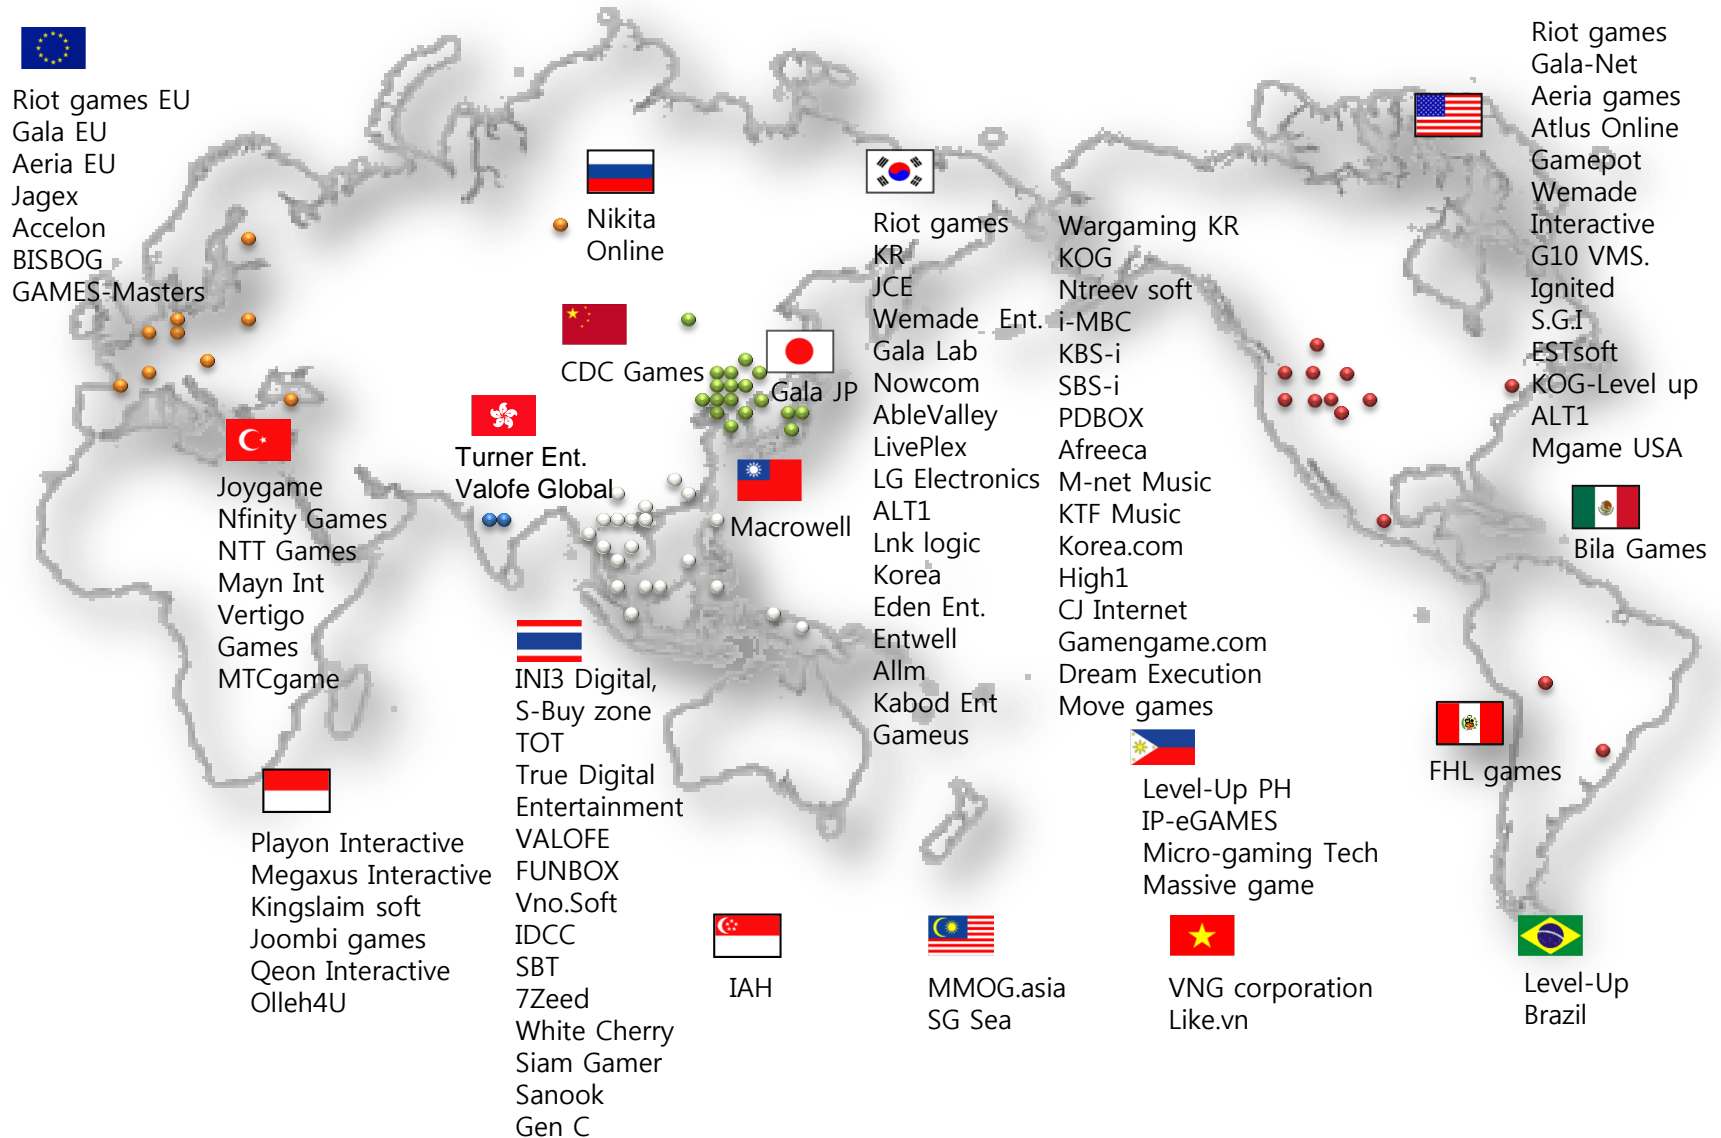 Riot games EU
Gala EU
Aeria EU
Jagex
Accelon
BISBOG
GAMES-Masters
Nikita
Online
CDC Games
Gala JP
Turner Ent.
Valofe Global
Macrowell
Joygame
Nfinity Games
NTT Games
Mayn Int
Vertigo
Games
MTCgame
Playon Interactive
Megaxus Interactive
Kingslaim soft
Joombi games
Qeon Interactive
Olleh4U
INI3 Digital,
S-Buy zone
TOT
True Digital
Entertainment
VALOFE
FUNBOX
Vno.Soft
IDCC
SBT
7Zeed
White Cherry
Siam Gamer
Sanook
Gen C
IAH
Riot games
KR
JCE
Wemade Ent.
Gala Lab
Nowcom
AbleValley
LivePlex
LG Electronics
ALT1
Lnk logic
Korea
Eden Ent.
Entwell
Allm
Kabod Ent
Gameus
Wargaming KR
KOG
Ntreev soft
i-MBC
KBS-i
SBS-i
PDBOX
Afreeca
M-net Music
KTF Music
Korea.com
High1
CJ Internet
Gamengame.com
Dream Execution
Move games
Level-Up PH
IP-eGAMES
Micro-gaming Tech
Massive game
MMOG.asia
SG Sea
VNG corporation
Like.vn
Riot games
Gala-Net
Aeria games
Atlus Online
Gamepot
Wemade
Interactive
G10 VMS.
Ignited
S.G.I
ESTsoft
KOG-Level up
ALT1
Mgame USA
Bila Games
FHL games
Level-Up
Brazil